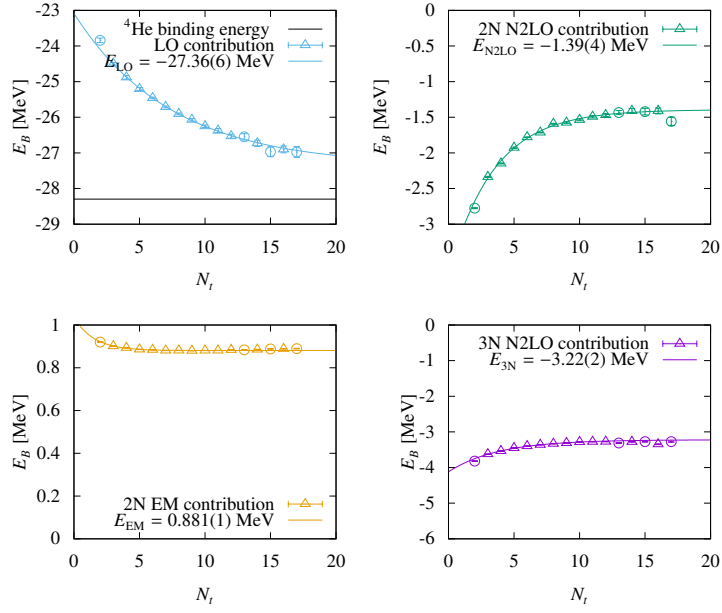 -23
-24
-25
-26
-27
-28
-29
0
5
10
15
20
E_B [MeV]
N_t
⁴He binding energy
LO contribution
E_LO = −27.36(6) MeV
0
-0.5
-1
-1.5
-2
-2.5
-3
0
5
10
15
20
E_B [MeV]
N_t
2N N2LO contribution
E_N2LO = −1.39(4) MeV
1
0.8
0.6
0.4
0.2
0
0
5
10
15
20
E_B [MeV]
N_t
2N EM contribution
E_EM = 0.881(1) MeV
0
-1
-2
-3
-4
-5
-6
0
5
10
15
20
E_B [MeV]
N_t
3N N2LO contribution
E_3N = −3.22(2) MeV